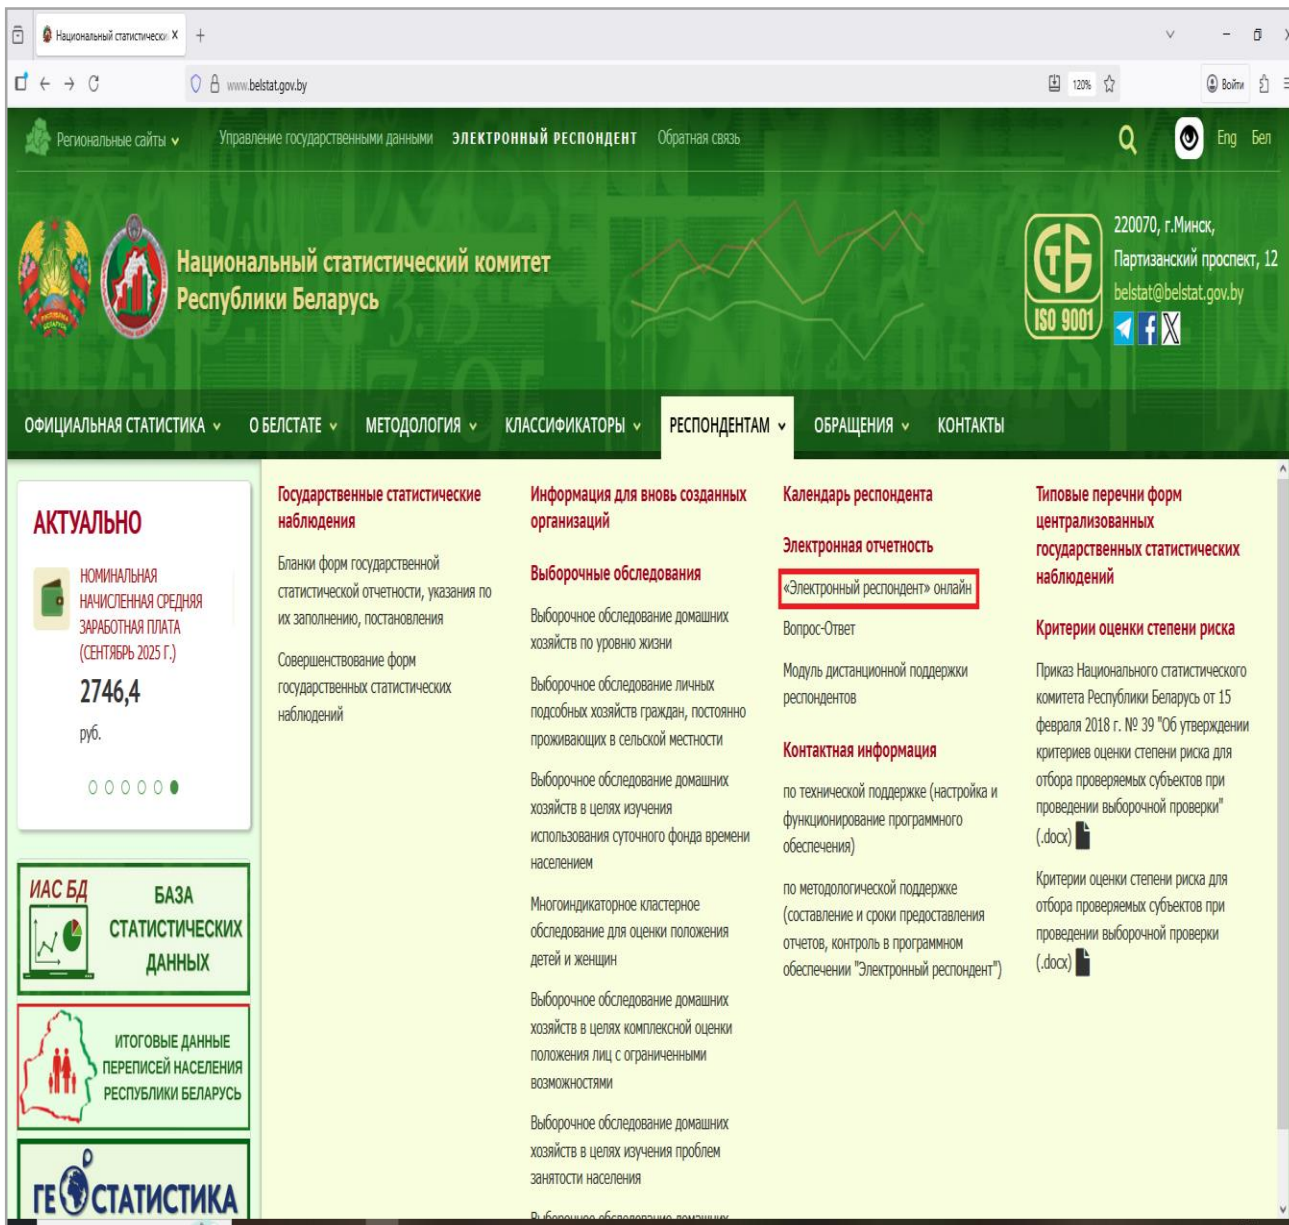 Национальный статистически
www.belstat.gov.by
120%
Войти
Региональные сайты
Управление государственными данными
ЭЛЕКТРОННЫЙ РЕСПОНДЕНТ
Обратная связь
Eng
Бел
Национальный статистический комитет
Республики Беларусь
СТБ
ISO 9001
220070, г.Минск,
Партизанский проспект, 12
belstat@belstat.gov.by
ОФИЦИАЛЬНАЯ СТАТИСТИКА
О БЕЛСТАТЕ
МЕТОДОЛОГИЯ
КЛАССИФИКАТОРЫ
РЕСПОНДЕНТАМ
ОБРАЩЕНИЯ
КОНТАКТЫ
АКТУАЛЬНО
НОМИНАЛЬНАЯ
НАЧИСЛЕННАЯ СРЕДНЯЯ
ЗАРАБОТНАЯ ПЛАТА
(СЕНТЯБРЬ 2025 Г.)
2746,4
руб.
ИАС БД
БАЗА
СТАТИСТИЧЕСКИХ
ДАННЫХ
ИТОГОВЫЕ ДАННЫЕ
ПЕРЕПИСЕЙ НАСЕЛЕНИЯ
РЕСПУБЛИКИ БЕЛАРУСЬ
ГЕОСТАТИСТИКА
Государственные статистические
наблюдения
Бланки форм государственной
статистической отчетности, указания по
их заполнению, постановления
Совершенствование форм
государственных статистических
наблюдений
Информация для вновь созданных
организаций
Выборочные обследования
Выборочное обследование домашних
хозяйств по уровню жизни
Выборочное обследование личных
подсобных хозяйств граждан, постоянно
проживающих в сельской местности
Выборочное обследование домашних
хозяйств в целях изучения
использования суточного фонда времени
населением
Многоиндикаторное кластерное
обследование для оценки положения
детей и женщин
Выборочное обследование домашних
хозяйств в целях комплексной оценки
положения лиц с ограниченными
возможностями
Выборочное обследование домашних
хозяйств в целях изучения проблем
занятости населения
Выборочное обследование домашних
Календарь респондента
Электронная отчетность
«Электронный респондент» онлайн
Вопрос-Ответ
Модуль дистанционной поддержки
респондентов
Контактная информация
по технической поддержке (настройка и
функционирование программного
обеспечения)
по методологической поддержке
(составление и сроки предоставления
отчетов, контроль в программном
обеспечении "Электронный респондент")
Типовые перечни форм
централизованных
государственных статистических
наблюдений
Критерии оценки степени риска
Приказ Национального статистического
комитета Республики Беларусь от 15
февраля 2018 г. № 39 "Об утверждении
критериев оценки степени риска для
отбора проверяемых субъектов при
проведении выборочной проверки"
(.docx)
Критерии оценки степени риска для
отбора проверяемых субъектов при
проведении выборочной проверки
(.docx)